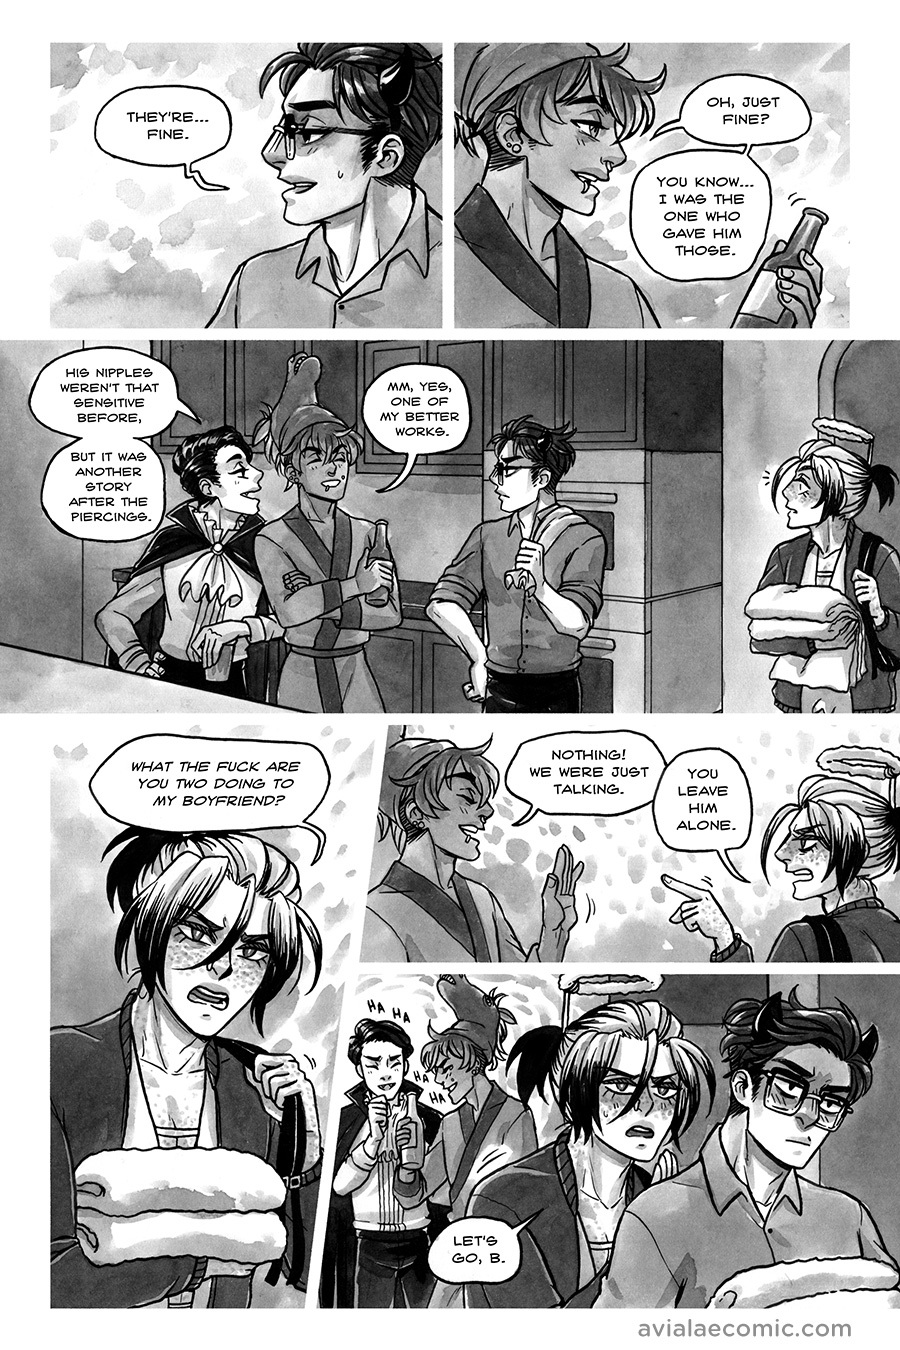 THEY'RE...
FINE.
OH, JUST
FINE?
YOU KNOW...
I WAS THE
ONE WHO
GAVE HIM
THOSE.
HIS NIPPLES
WEREN'T THAT
SENSITIVE
BEFORE,
BUT IT WAS
ANOTHER
STORY
AFTER THE
PIERCINGS.
MM, YES,
ONE OF
MY BETTER
WORKS.
WHAT THE FUCK ARE
YOU TWO DOING TO
MY BOYFRIEND?
NOTHING!
WE WERE JUST
TALKING.
YOU
LEAVE
HIM
ALONE.
HA HA
HA
HA
LET'S
GO, B.
avialaecomic.com